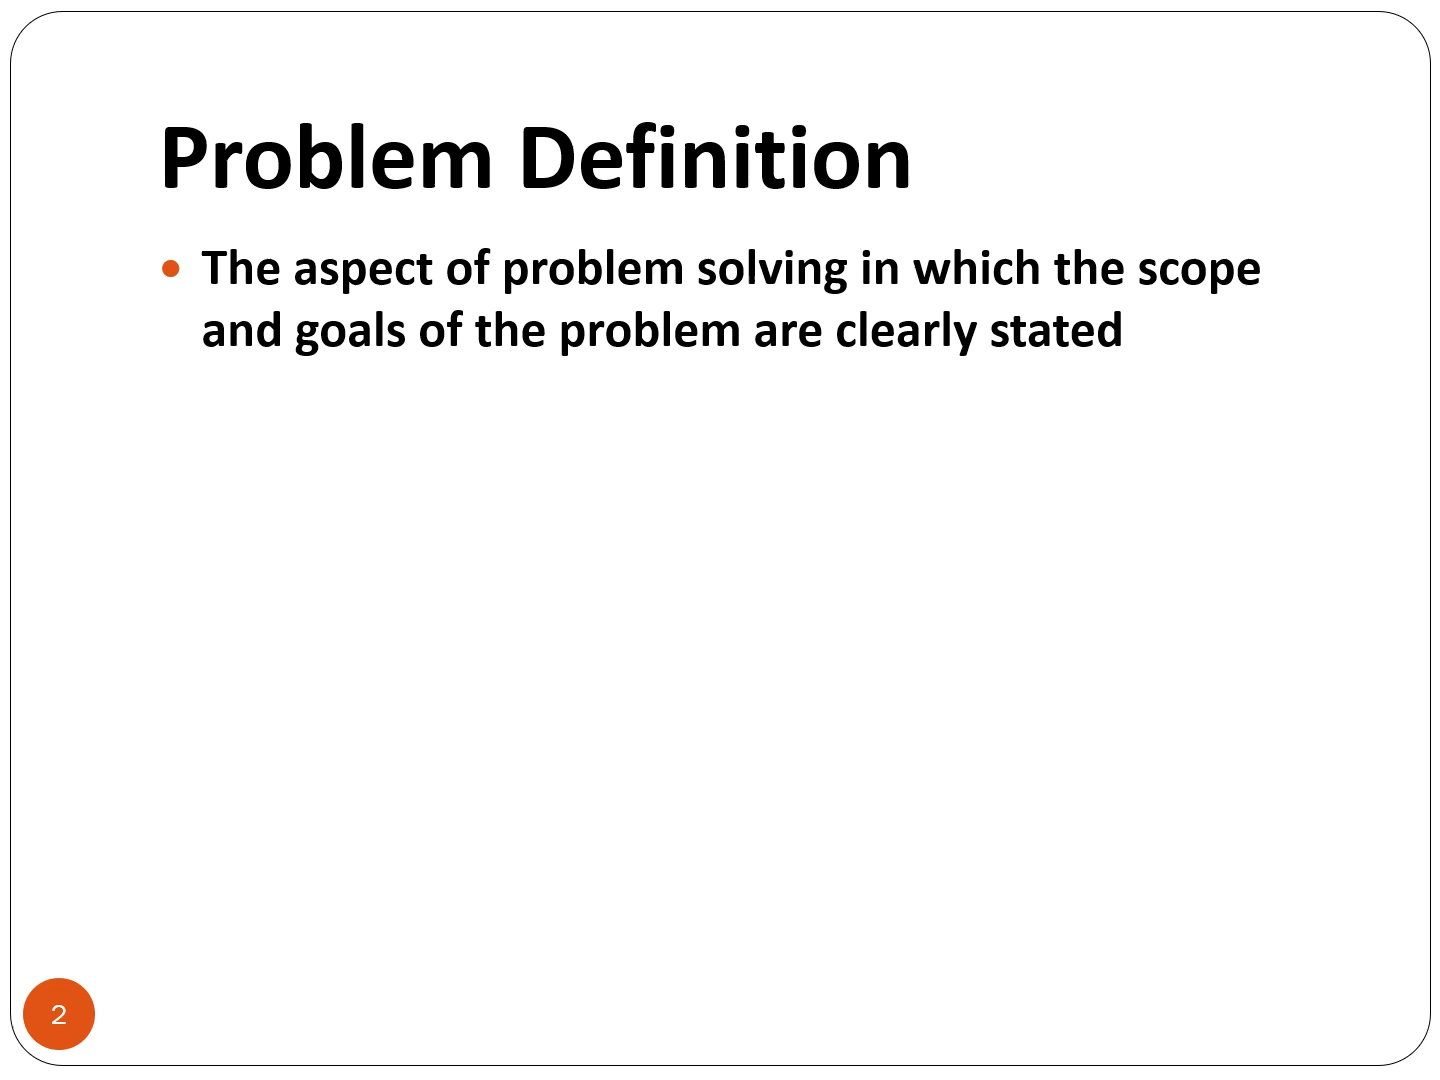 Problem Definition
The aspect of problem solving in which the scope
and goals of the problem are clearly stated
2